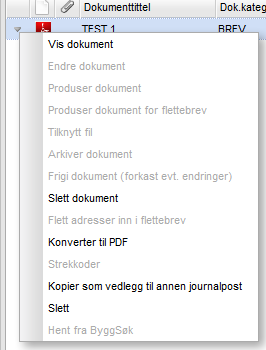 Dokumenttittel Dok.kateg
TEST 1 BREV
Vis dokument
Endre dokument
Produser dokument
Produser dokument for flettebrev
Tilknytt fil
Arkiver dokument
Frigi dokument (forkast evt. endringer)
Slett dokument
Flett adresser inn i flettebrev
Konverter til PDF
Strekkoder
Kopier som vedlegg til annen journalpost
Slett
Hent fra ByggSøk